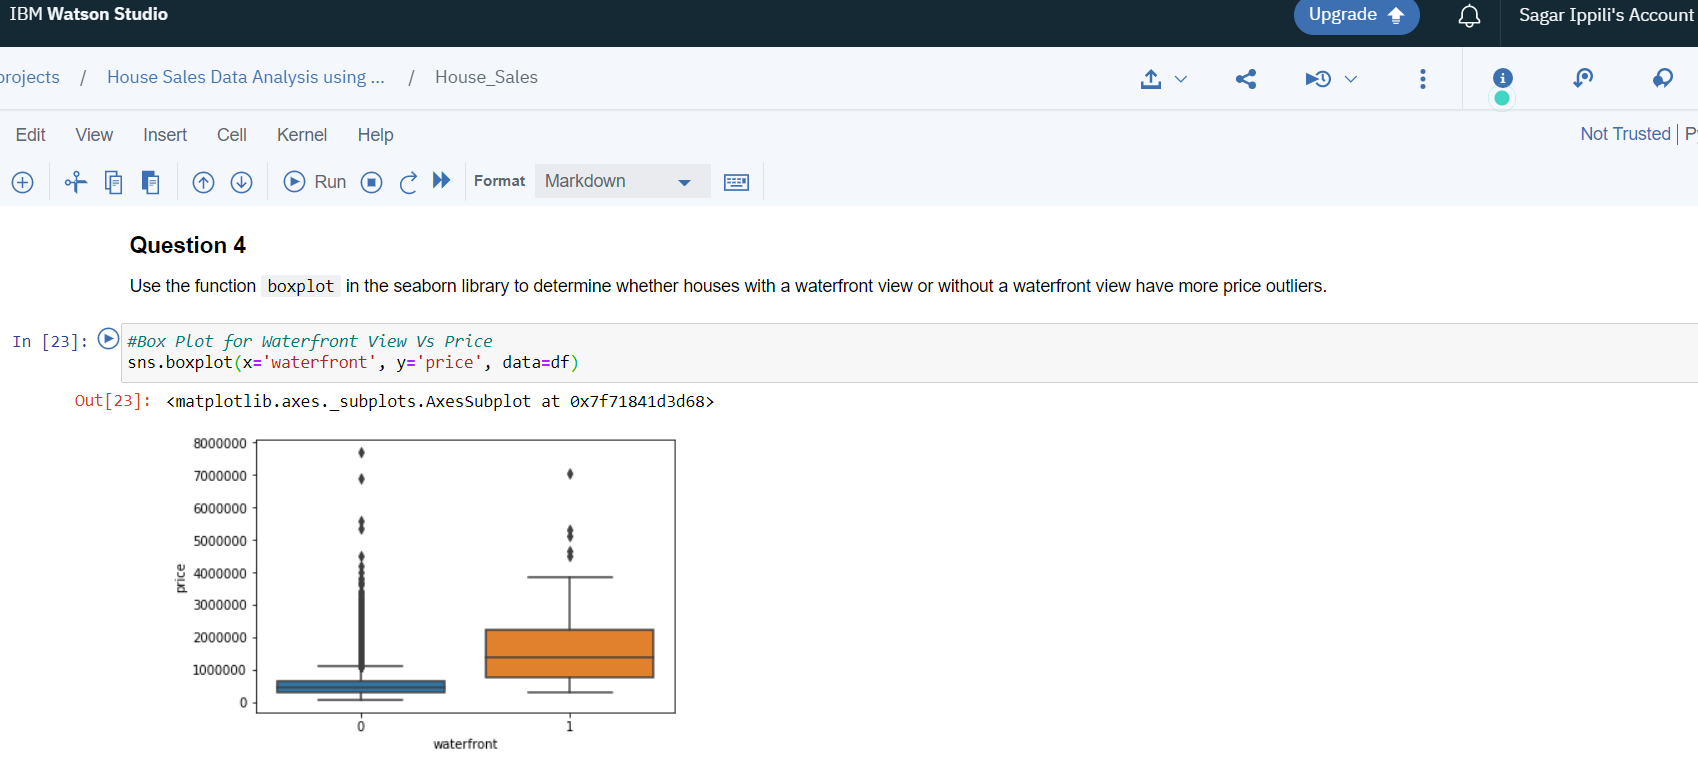 IBM Watson Studio
Upgrade
Sagar Ippili's Account
projects / House Sales Data Analysis using ... / House_Sales
Edit View Insert Cell Kernel Help
Not Trusted
Run
Format
Markdown
Question 4
Use the function boxplot in the seaborn library to determine whether houses with a waterfront view or without a waterfront view have more price outliers.
In [23]:
#Box Plot for Waterfront View Vs Price
sns.boxplot(x='waterfront', y='price', data=df)
Out[23]: <matplotlib.axes._subplots.AxesSubplot at 0x7f71841d3d68>
8000000
7000000
6000000
5000000
4000000
3000000
2000000
1000000
0
price
0 1
waterfront